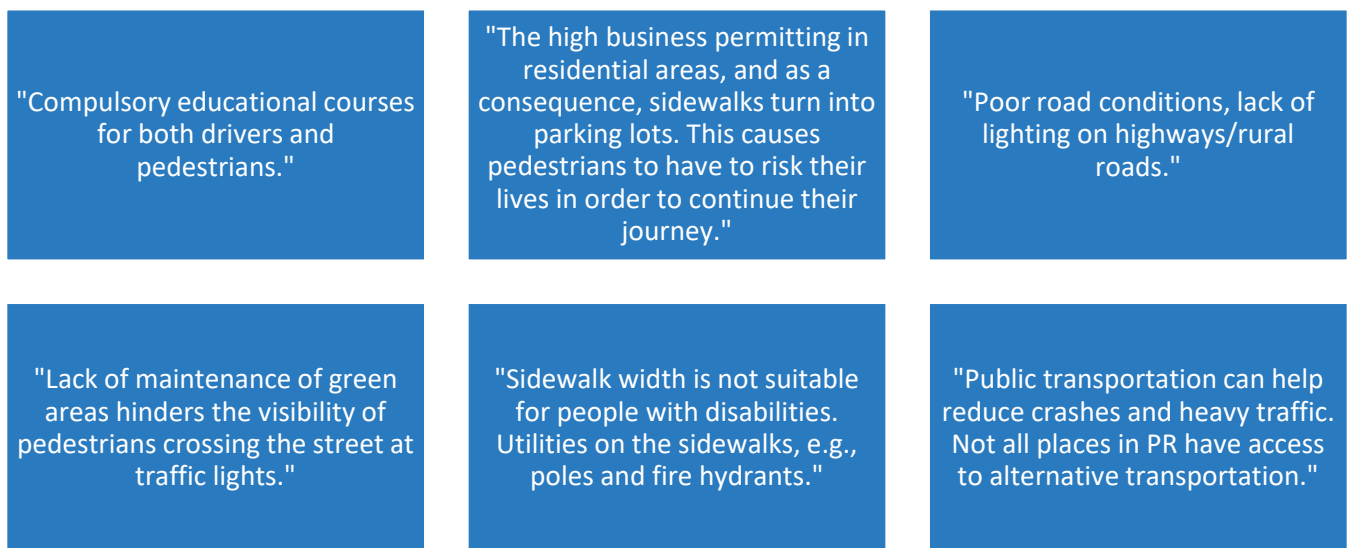 "Compulsory educational courses
for both drivers and
pedestrians."
"The high business permitting in
residential areas, and as a
consequence, sidewalks turn into
parking lots. This causes
pedestrians to have to risk their
lives in order to continue their
journey."
"Poor road conditions, lack of
lighting on highways/rural
roads."
"Lack of maintenance of green
areas hinders the visibility of
pedestrians crossing the street at
traffic lights."
"Sidewalk width is not suitable
for people with disabilities.
Utilities on the sidewalks, e.g.,
poles and fire hydrants."
"Public transportation can help
reduce crashes and heavy traffic.
Not all places in PR have access
to alternative transportation."